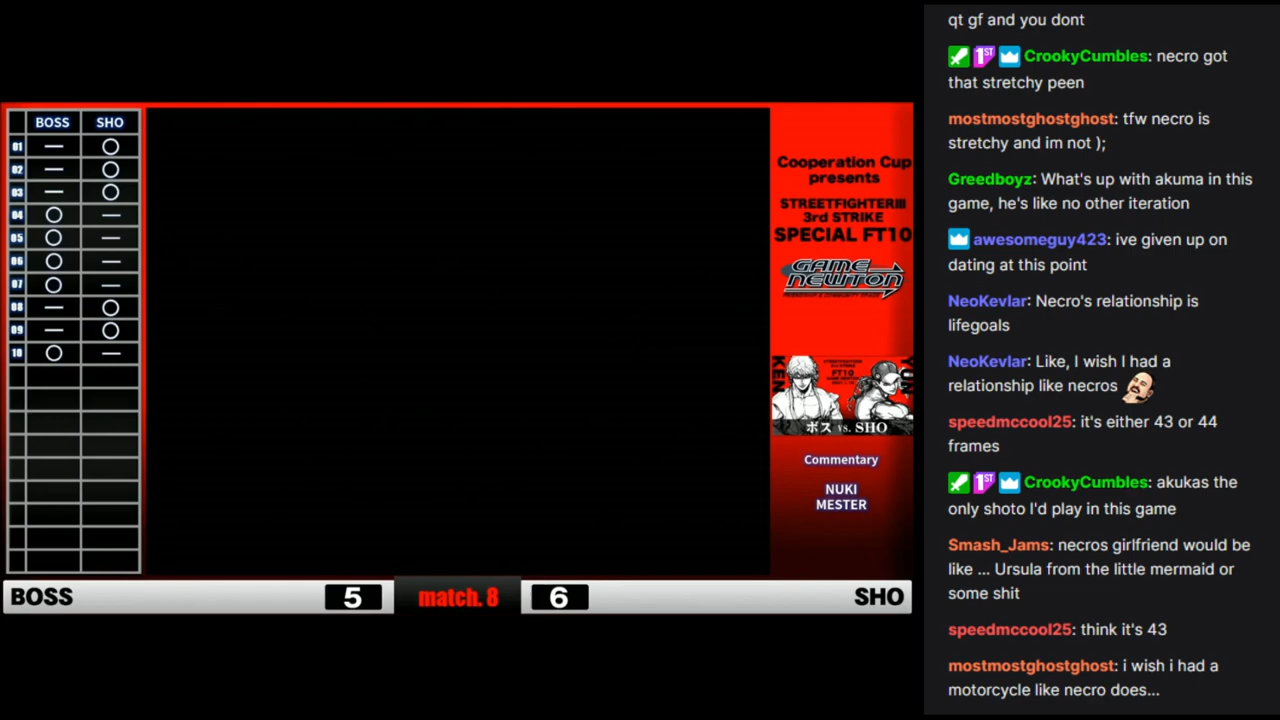 BOSS SHO
01 — ○
02 — ○
03 — ○
04 ○ —
05 ○ —
06 ○ —
07 ○ —
08 — ○
09 — ○
10 ○ —
Cooperation Cup
presents
STREETFIGHTERIII
3rd STRIKE
SPECIAL FT10
GAME
NEWTON
KEN
YUN
FT10
ボス vs. SHO
Commentary
NUKI
MESTER
BOSS 5 match. 8 6 SHO
qt gf and you dont
CrookyCumbles: necro got
that stretchy peen
mostmostghostghost: tfw necro is
stretchy and im not );
Greedboyz: What's up with akuma in this
game, he's like no other iteration
awesomeguy423: ive given up on
dating at this point
NeoKevlar: Necro's relationship is
lifegoals
NeoKevlar: Like, I wish I had a
relationship like necros
speedmccool25: it's either 43 or 44
frames
1ST CrookyCumbles: akukas the
only shoto I'd play in this game
Smash_Jams: necros girlfriend would be
like ... Ursula from the little mermaid or
some shit
speedmccool25: think it's 43
mostmostghostghost: i wish i had a
motorcycle like necro does...